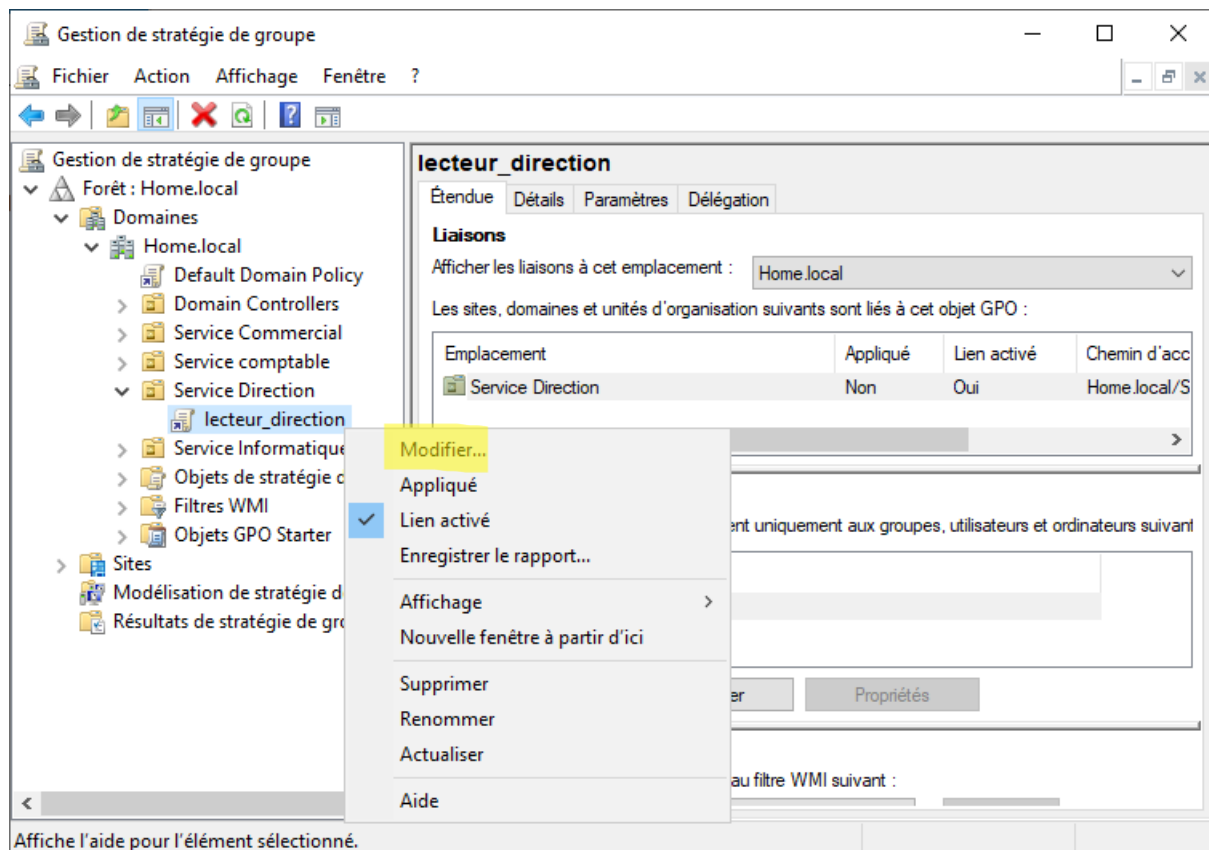 Gestion de stratégie de groupe
Fichier Action Affichage Fenêtre ?
Gestion de stratégie de groupe
Forêt : Home.local
Domaines
Home.local
Default Domain Policy
Domain Controllers
Service Commercial
Service comptable
Service Direction
lecteur_direction
Service Informatique
Objets de stratégie d
Filtres WMI
Objets GPO Starter
Sites
Modélisation de stratégie d
Résultats de stratégie de gro
lecteur_direction
Étendue Détails Paramètres Délégation
Liaisons
Afficher les liaisons à cet emplacement : Home.local
Les sites, domaines et unités d'organisation suivants sont liés à cet objet GPO :
Emplacement Appliqué Lien activé Chemin d'acc
Service Direction Non Oui Home.local/S
Modifier...
Appliqué
Lien activé
Enregistrer le rapport...
Affichage
Nouvelle fenêtre à partir d'ici
Supprimer
Renommer
Actualiser
Aide
ent uniquement aux groupes, utilisateurs et ordinateurs suivant
er Propriétés
au filtre WMI suivant :
Affiche l'aide pour l'élément sélectionné.